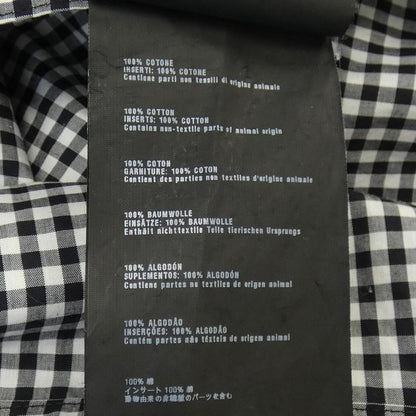 100% COTONE
INSERTI: 100% COTONE
Contiene parti non tessili di origine animale
100% COTTON
INSERTS: 100% COTTON
Contains non-textile parts of animal origin
100% COTON
GARNITURE: 100% COTON
Contient des parties non textiles d'origine animale
100% BAUMWOLLE
EINSÄTZE: 100% BAUMWOLLE
Enthält nichttextile Teile tierischen Ursprungs
100% ALGODÓN
SUPLEMENTOS: 100% ALGODÓN
Contiene partes no textiles de origen animal
100% ALGODÃO
INSERÇÕES: 100% ALGODÃO
Contém partes não têxteis de origem animal
100% 綿
インサート 100% 綿
動物由来の非繊維のパーツを含む